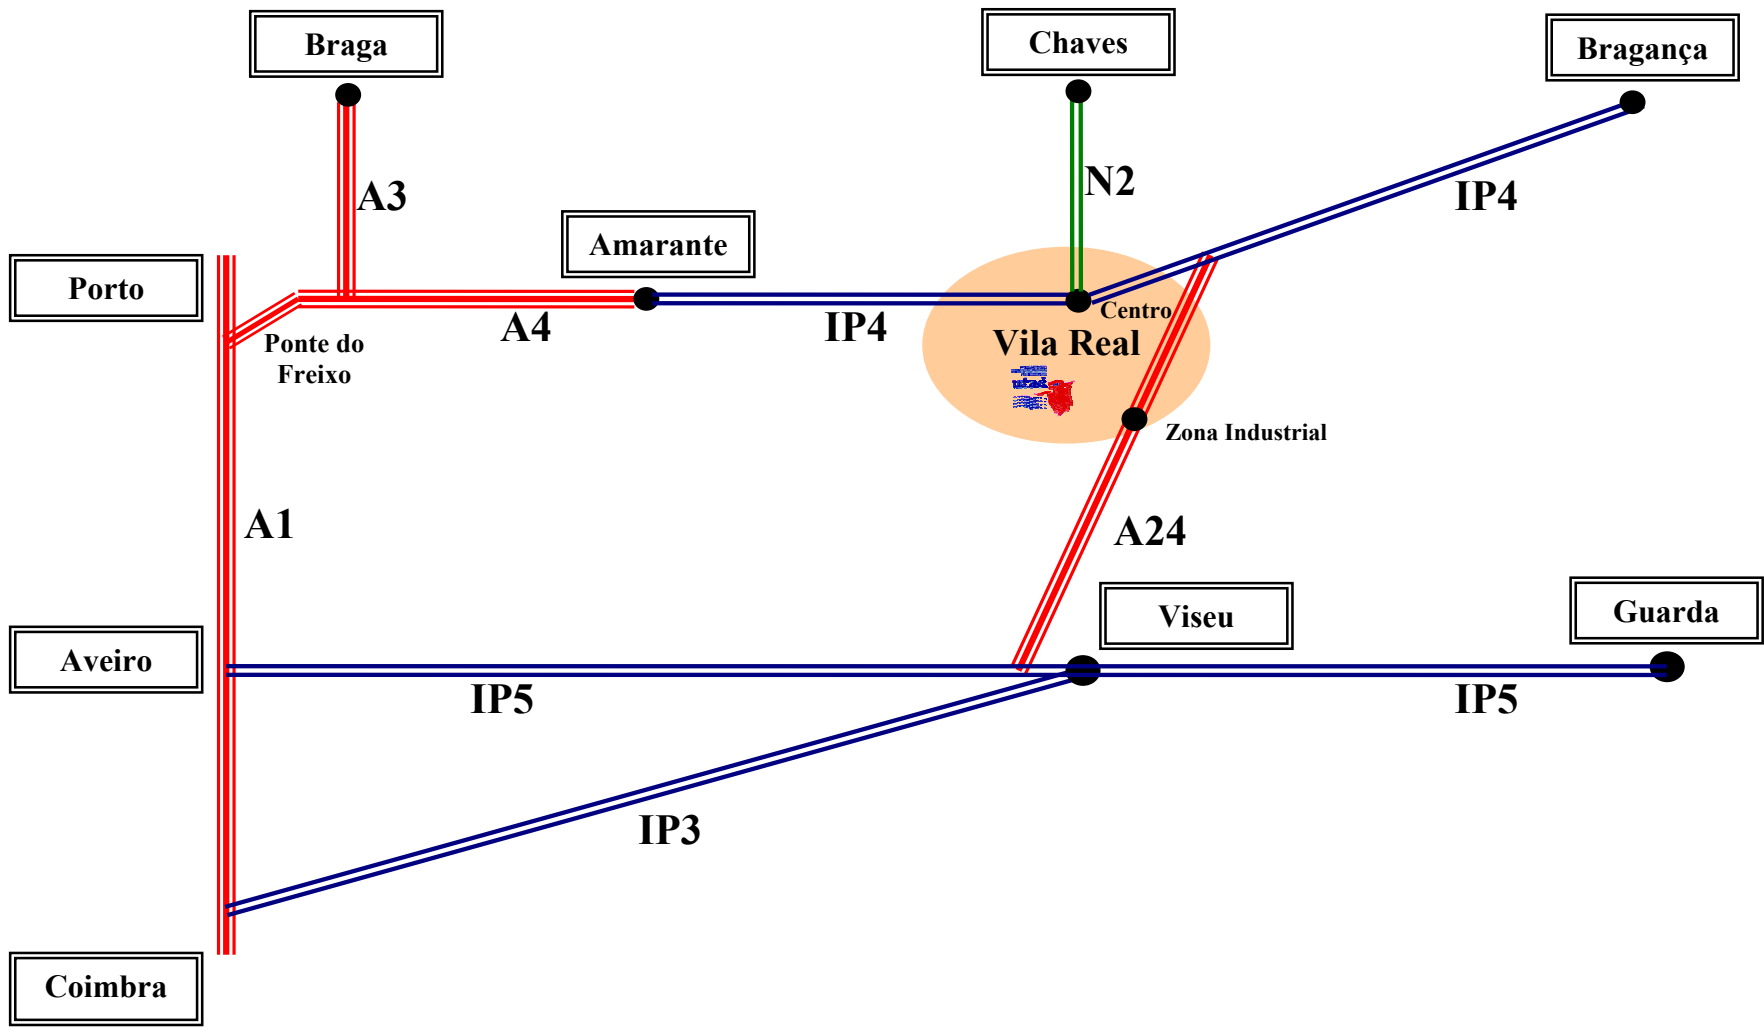 Braga
Chaves
Bragança
A3
N2
IP4
Amarante
Porto
A4
IP4
Centro
Vila Real
Ponte do
Freixo
utad
Zona Industrial
A1
A24
Viseu
Guarda
Aveiro
IP5
IP5
IP3
Coimbra